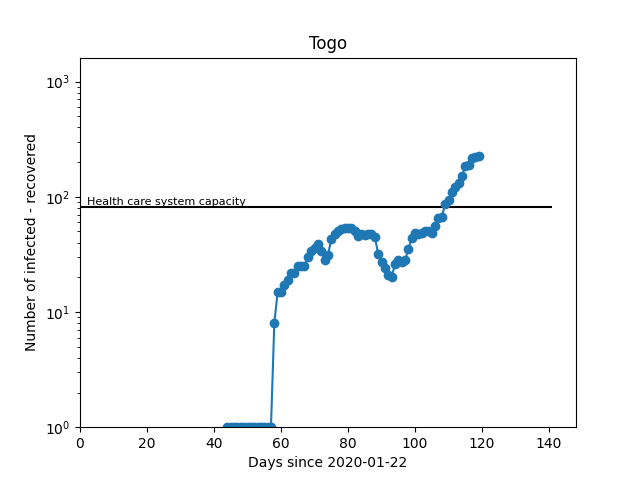 Togo
10³
10²
10¹
10⁰
Number of infected - recovered
Health care system capacity
0 20 40 60 80 100 120 140
Days since 2020-01-22